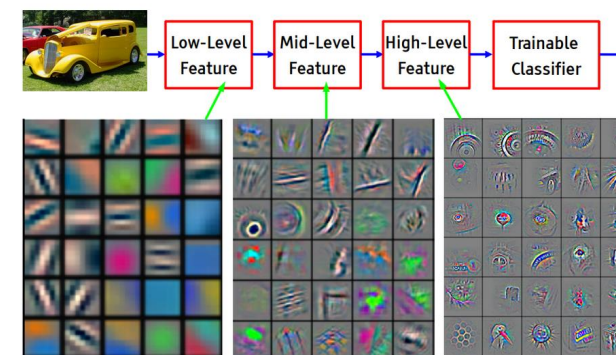 Low-Level
Feature
Mid-Level
Feature
High-Level
Feature
Trainable
Classifier